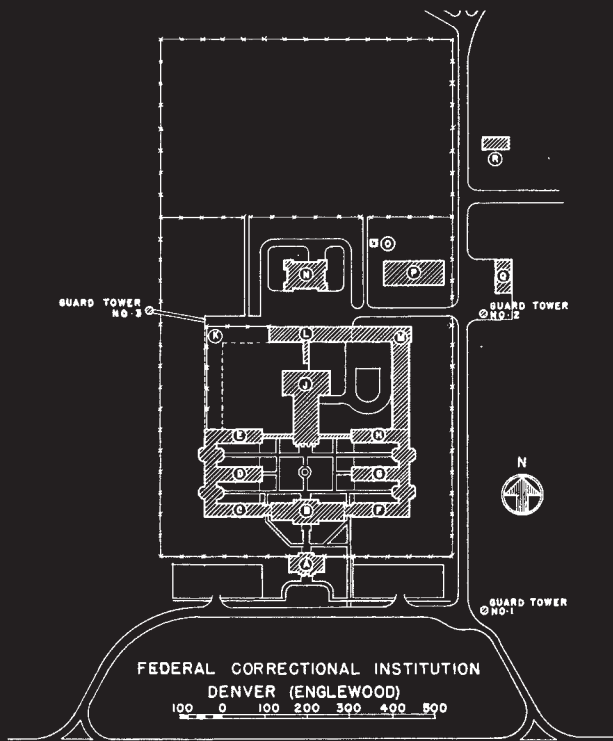 R
O
P
Q
N
GUARD TOWER
NO·3
GUARD TOWER
NO·2
K
L
M
J
E
H
D
G
N
C
B
F
A
GUARD TOWER
NO·1
FEDERAL CORRECTIONAL INSTITUTION
DENVER (ENGLEWOOD)
100 0 100 200 300 400 500